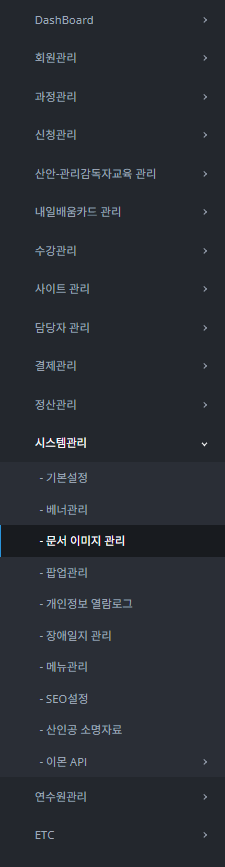 DashBoard
회원관리
과정관리
신청관리
산안-관리감독자교육 관리
내일배움카드 관리
수강관리
사이트 관리
담당자 관리
결제관리
정산관리
시스템관리
- 기본설정
- 베너관리
- 문서 이미지 관리
- 팝업관리
- 개인정보 열람로그
- 장애일지 관리
- 메뉴관리
- SEO설정
- 산인공 소명자료
- 이몬 API
연수원관리
ETC